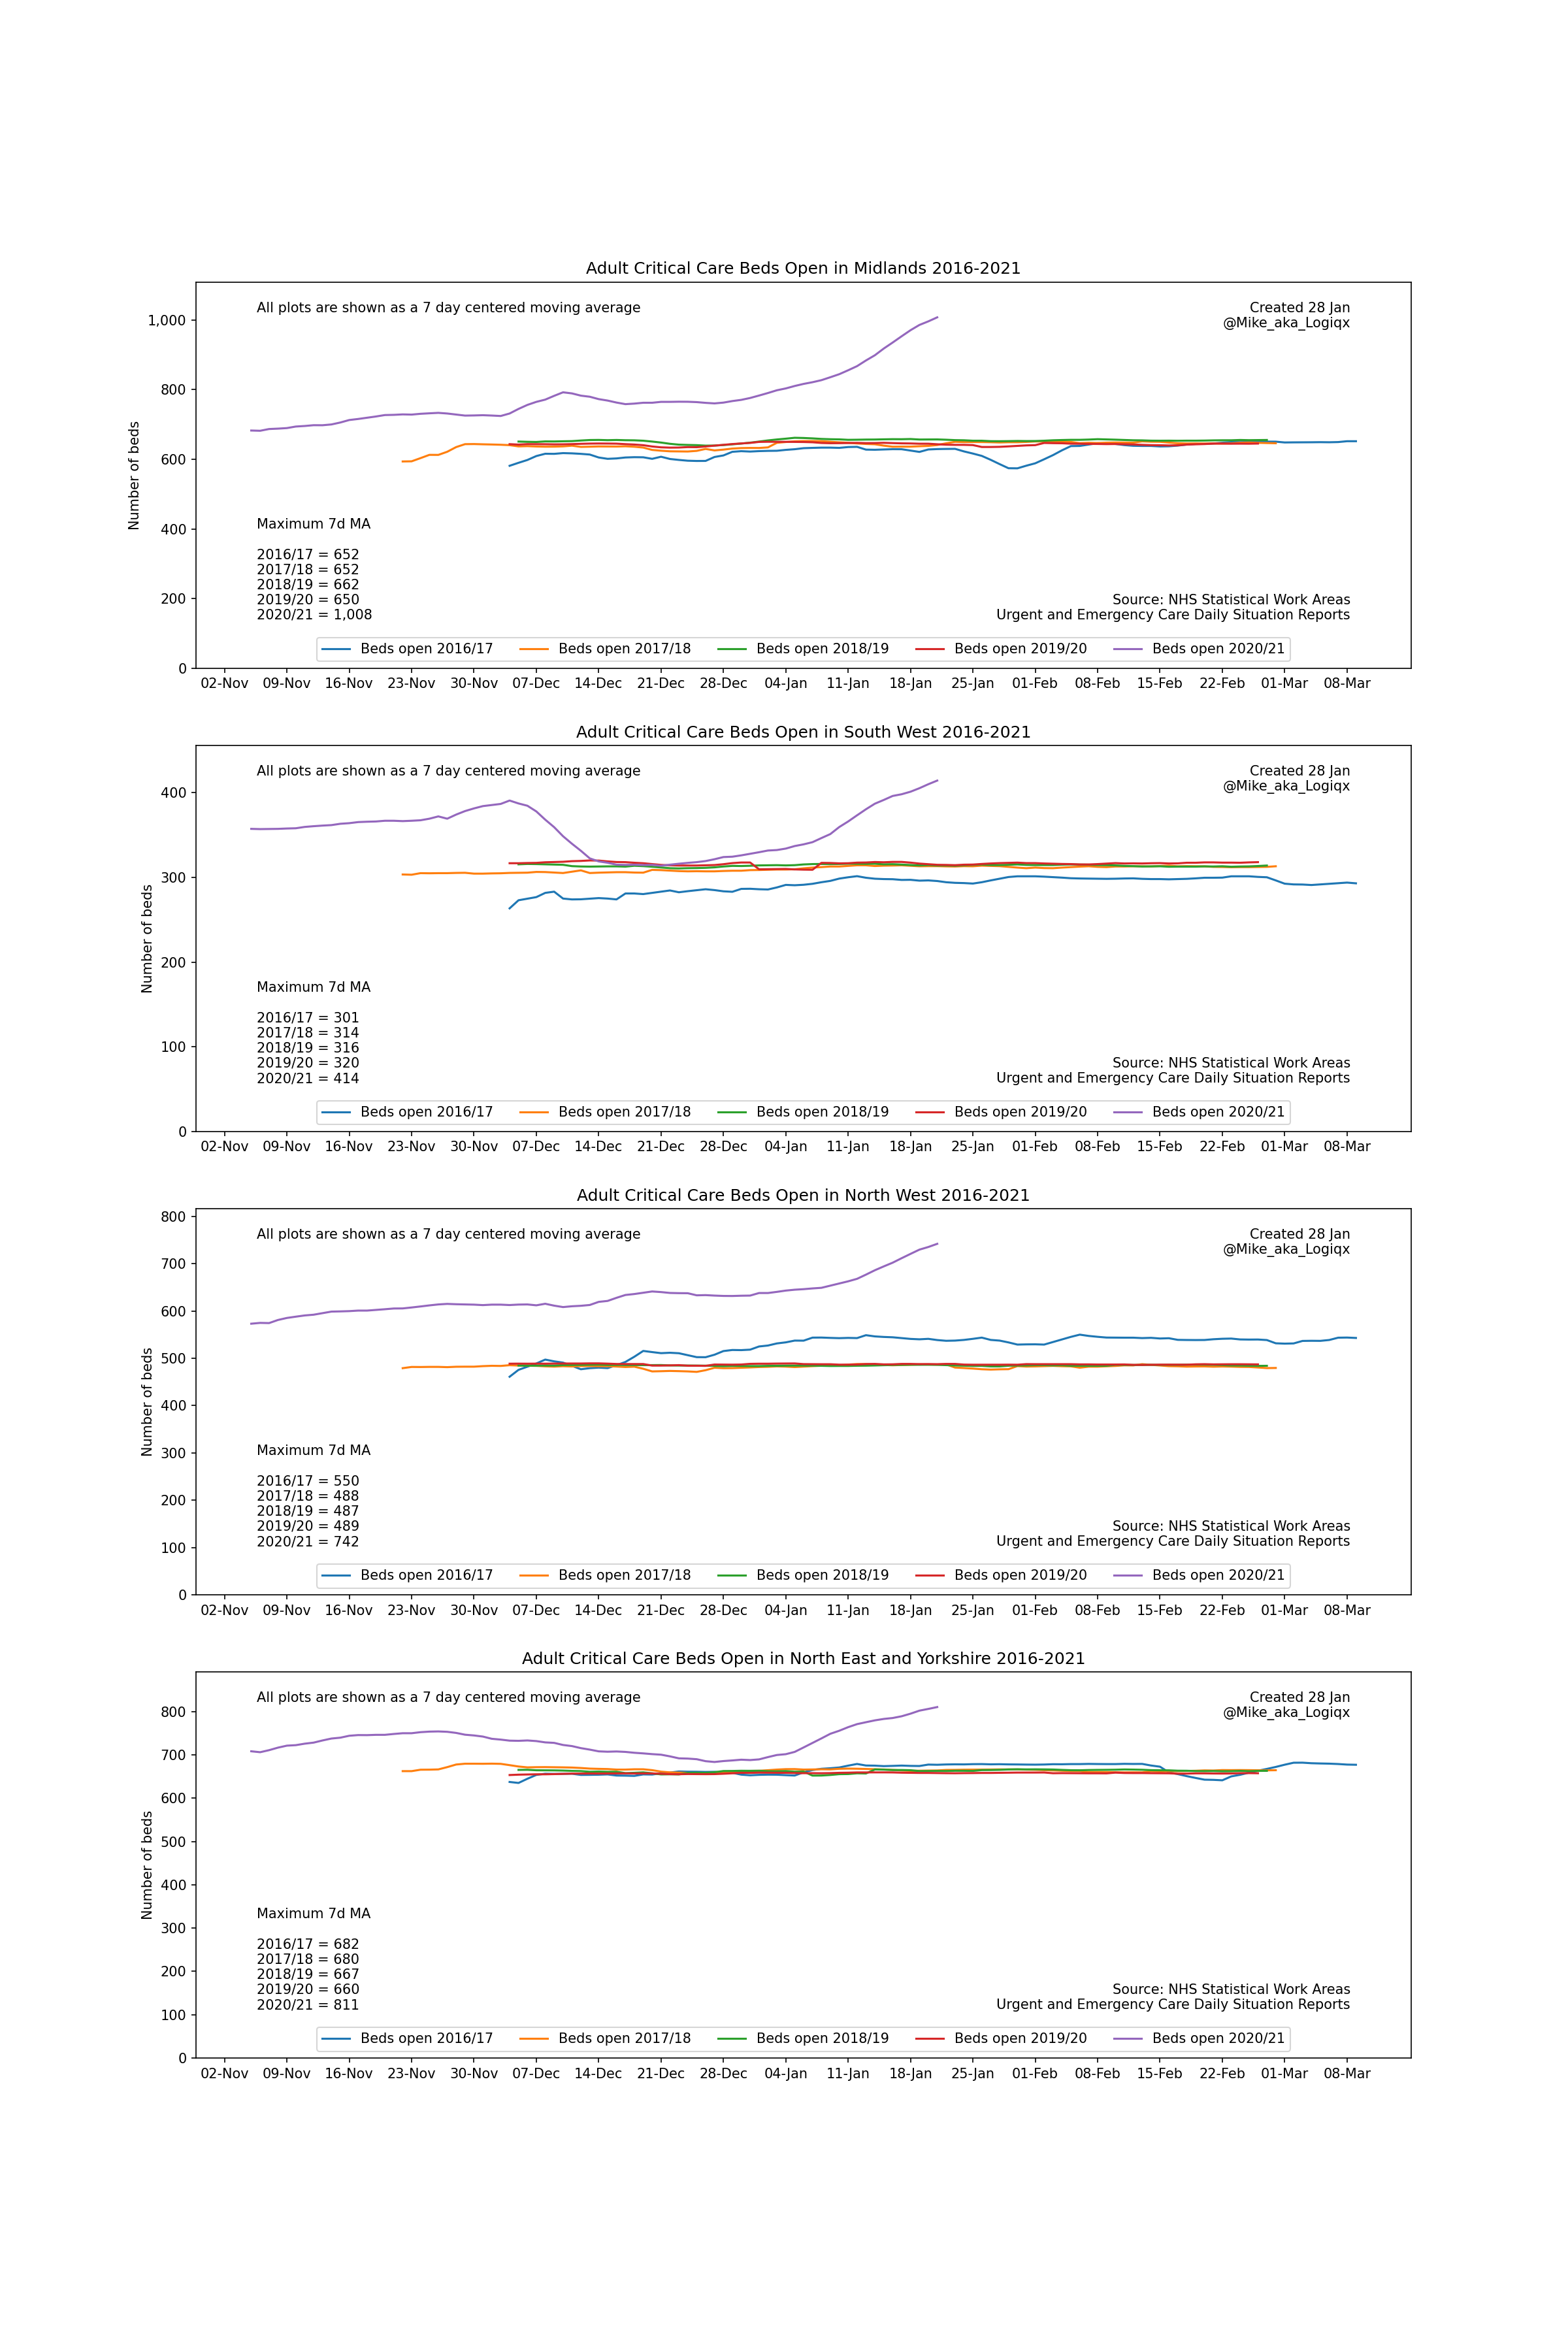 Adult Critical Care Beds Open in Midlands 2016-2021
All plots are shown as a 7 day centered moving average
Created 28 Jan
@Mike_aka_Logiqx
Number of beds
1,000
800
600
400
200
0
Maximum 7d MA
2016/17 = 652
2017/18 = 652
2018/19 = 662
2019/20 = 650
2020/21 = 1,008
Source: NHS Statistical Work Areas
Urgent and Emergency Care Daily Situation Reports
Beds open 2016/17 Beds open 2017/18 Beds open 2018/19 Beds open 2019/20 Beds open 2020/21
02-Nov 09-Nov 16-Nov 23-Nov 30-Nov 07-Dec 14-Dec 21-Dec 28-Dec 04-Jan 11-Jan 18-Jan 25-Jan 01-Feb 08-Feb 15-Feb 22-Feb 01-Mar 08-Mar
Adult Critical Care Beds Open in South West 2016-2021
All plots are shown as a 7 day centered moving average
Created 28 Jan
@Mike_aka_Logiqx
Number of beds
400
300
200
100
0
Maximum 7d MA
2016/17 = 301
2017/18 = 314
2018/19 = 316
2019/20 = 320
2020/21 = 414
Source: NHS Statistical Work Areas
Urgent and Emergency Care Daily Situation Reports
Beds open 2016/17 Beds open 2017/18 Beds open 2018/19 Beds open 2019/20 Beds open 2020/21
02-Nov 09-Nov 16-Nov 23-Nov 30-Nov 07-Dec 14-Dec 21-Dec 28-Dec 04-Jan 11-Jan 18-Jan 25-Jan 01-Feb 08-Feb 15-Feb 22-Feb 01-Mar 08-Mar
Adult Critical Care Beds Open in North West 2016-2021
All plots are shown as a 7 day centered moving average
Created 28 Jan
@Mike_aka_Logiqx
Number of beds
800
700
600
500
400
300
200
100
0
Maximum 7d MA
2016/17 = 550
2017/18 = 488
2018/19 = 487
2019/20 = 489
2020/21 = 742
Source: NHS Statistical Work Areas
Urgent and Emergency Care Daily Situation Reports
Beds open 2016/17 Beds open 2017/18 Beds open 2018/19 Beds open 2019/20 Beds open 2020/21
02-Nov 09-Nov 16-Nov 23-Nov 30-Nov 07-Dec 14-Dec 21-Dec 28-Dec 04-Jan 11-Jan 18-Jan 25-Jan 01-Feb 08-Feb 15-Feb 22-Feb 01-Mar 08-Mar
Adult Critical Care Beds Open in North East and Yorkshire 2016-2021
All plots are shown as a 7 day centered moving average
Created 28 Jan
@Mike_aka_Logiqx
Number of beds
800
700
600
500
400
300
200
100
0
Maximum 7d MA
2016/17 = 682
2017/18 = 680
2018/19 = 667
2019/20 = 660
2020/21 = 811
Source: NHS Statistical Work Areas
Urgent and Emergency Care Daily Situation Reports
Beds open 2016/17 Beds open 2017/18 Beds open 2018/19 Beds open 2019/20 Beds open 2020/21
02-Nov 09-Nov 16-Nov 23-Nov 30-Nov 07-Dec 14-Dec 21-Dec 28-Dec 04-Jan 11-Jan 18-Jan 25-Jan 01-Feb 08-Feb 15-Feb 22-Feb 01-Mar 08-Mar